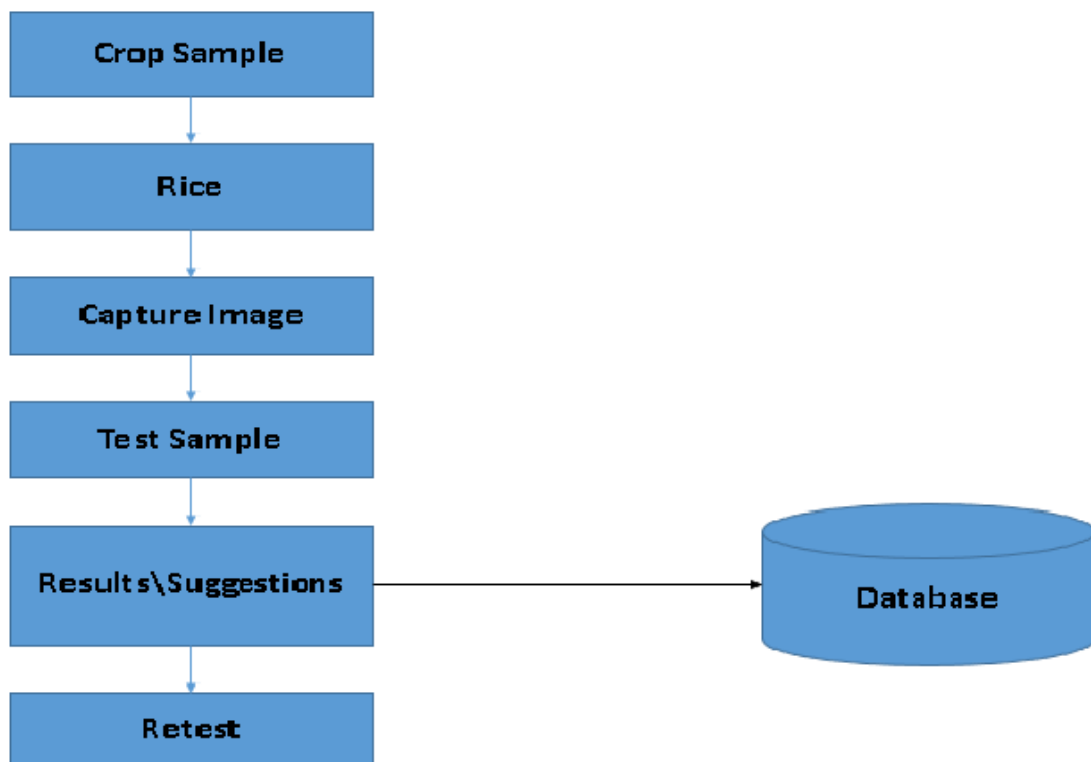 Crop Sample
Rice
Capture Image
Test Sample
Results\Suggestions
Database
Retest